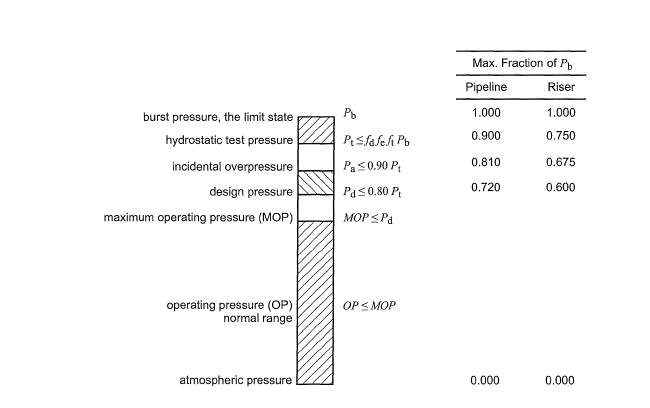 Max. Fraction of Pb
Pipeline Riser
burst pressure, the limit state Pb 1.000 1.000
hydrostatic test pressure Pt ≤ fd fe ft Pb 0.900 0.750
incidental overpressure Pa ≤ 0.90 Pt 0.810 0.675
design pressure Pd ≤ 0.80 Pt 0.720 0.600
maximum operating pressure (MOP) MOP ≤ Pd
operating pressure (OP) OP ≤ MOP
normal range
atmospheric pressure 0.000 0.000